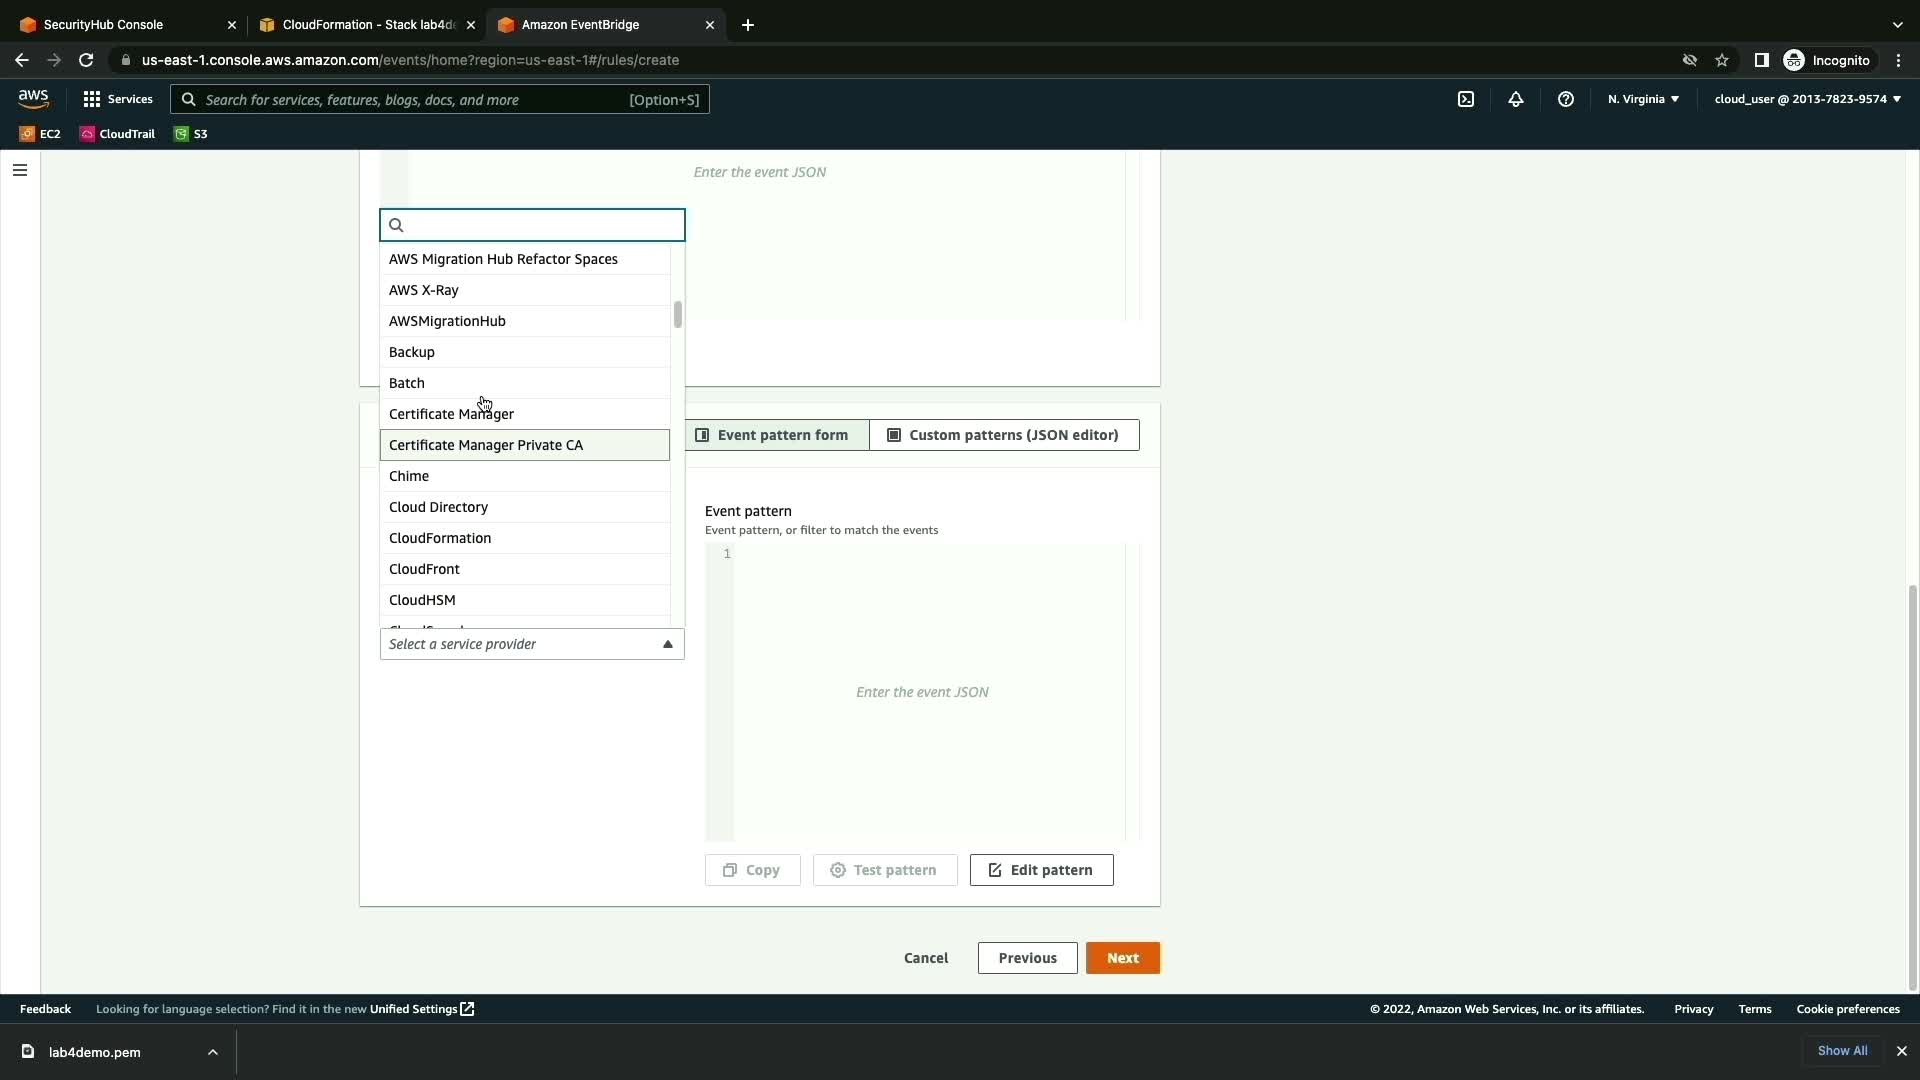 SecurityHub Console
CloudFormation - Stack lab4de
Amazon EventBridge
us-east-1.console.aws.amazon.com/events/home?region=us-east-1#/rules/create
Incognito
aws
Services
Search for services, features, blogs, docs, and more
[Option+S]
N. Virginia
cloud_user @ 2013-7823-9574
EC2
CloudTrail
S3
Enter the event JSON
AWS Migration Hub Refactor Spaces
AWS X-Ray
AWSMigrationHub
Backup
Batch
Certificate Manager
Certificate Manager Private CA
Chime
Cloud Directory
CloudFormation
CloudFront
CloudHSM
Select a service provider
Event pattern form
Custom patterns (JSON editor)
Event pattern
Event pattern, or filter to match the events
1
Enter the event JSON
Copy
Test pattern
Edit pattern
Cancel
Previous
Next
Feedback
Looking for language selection? Find it in the new Unified Settings
© 2022, Amazon Web Services, Inc. or its affiliates.
Privacy
Terms
Cookie preferences
lab4demo.pem
Show All